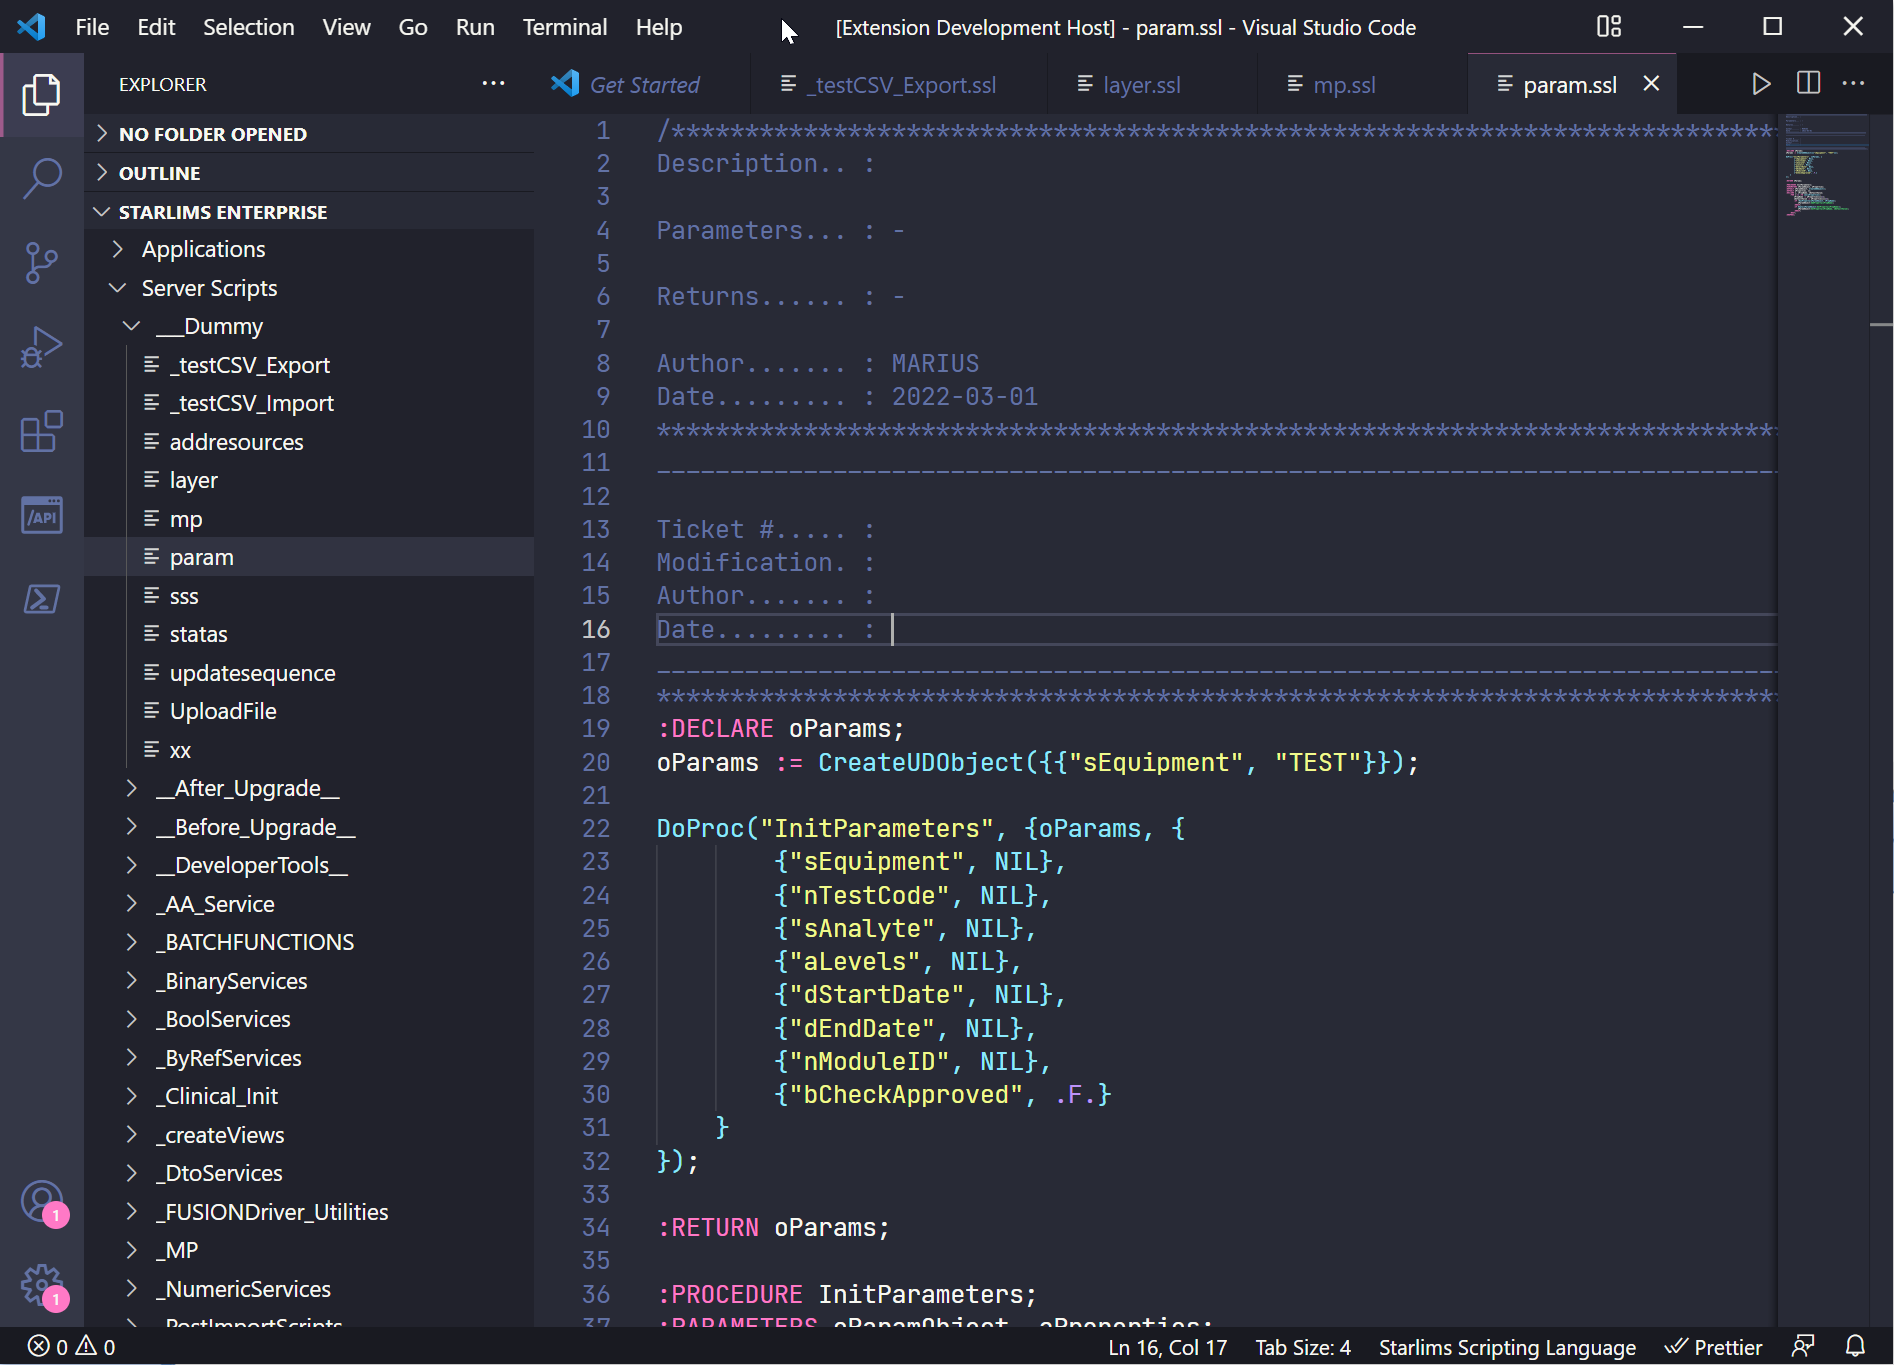 File Edit Selection View Go Run Terminal Help [Extension Development Host] - param.ssl - Visual Studio Code
EXPLORER ···
NO FOLDER OPENED
OUTLINE
STARLIMS ENTERPRISE
Applications
Server Scripts
___Dummy
_testCSV_Export
_testCSV_Import
addresources
layer
mp
param
sss
statas
updatesequence
UploadFile
xx
__After_Upgrade__
__Before_Upgrade__
__DeveloperTools__
_AA_Service
_BATCHFUNCTIONS
_BinaryServices
_BoolServices
_ByRefServices
_Clinical_Init
_createViews
_DtoServices
_FUSIONDriver_Utilities
_MP
_NumericServices
_PostImportScripts
/API
1
1
Get Started _testCSV_Export.ssl layer.ssl mp.ssl param.ssl
1 /****************************************************************************
2 Description.. :
3
4 Parameters... : -
5
6 Returns...... : -
7
8 Author....... : MARIUS
9 Date......... : 2022-03-01
10 *****************************************************************************
11 -----------------------------------------------------------------------------
12
13 Ticket #..... :
14 Modification. :
15 Author....... :
16 Date......... :
17 -----------------------------------------------------------------------------
18 *****************************************************************************
19 :DECLARE oParams;
20 oParams := CreateUDObject({{"sEquipment", "TEST"}});
21
22 DoProc("InitParameters", {oParams, {
23 {"sEquipment", NIL},
24 {"nTestCode", NIL},
25 {"sAnalyte", NIL},
26 {"aLevels", NIL},
27 {"dStartDate", NIL},
28 {"dEndDate", NIL},
29 {"nModuleID", NIL},
30 {"bCheckApproved", .F.}
31 }
32 });
33
34 :RETURN oParams;
35
36 :PROCEDURE InitParameters;
37 :PARAMETERS oParamObject, aProperties;
0 0 Ln 16, Col 17 Tab Size: 4 Starlims Scripting Language Prettier